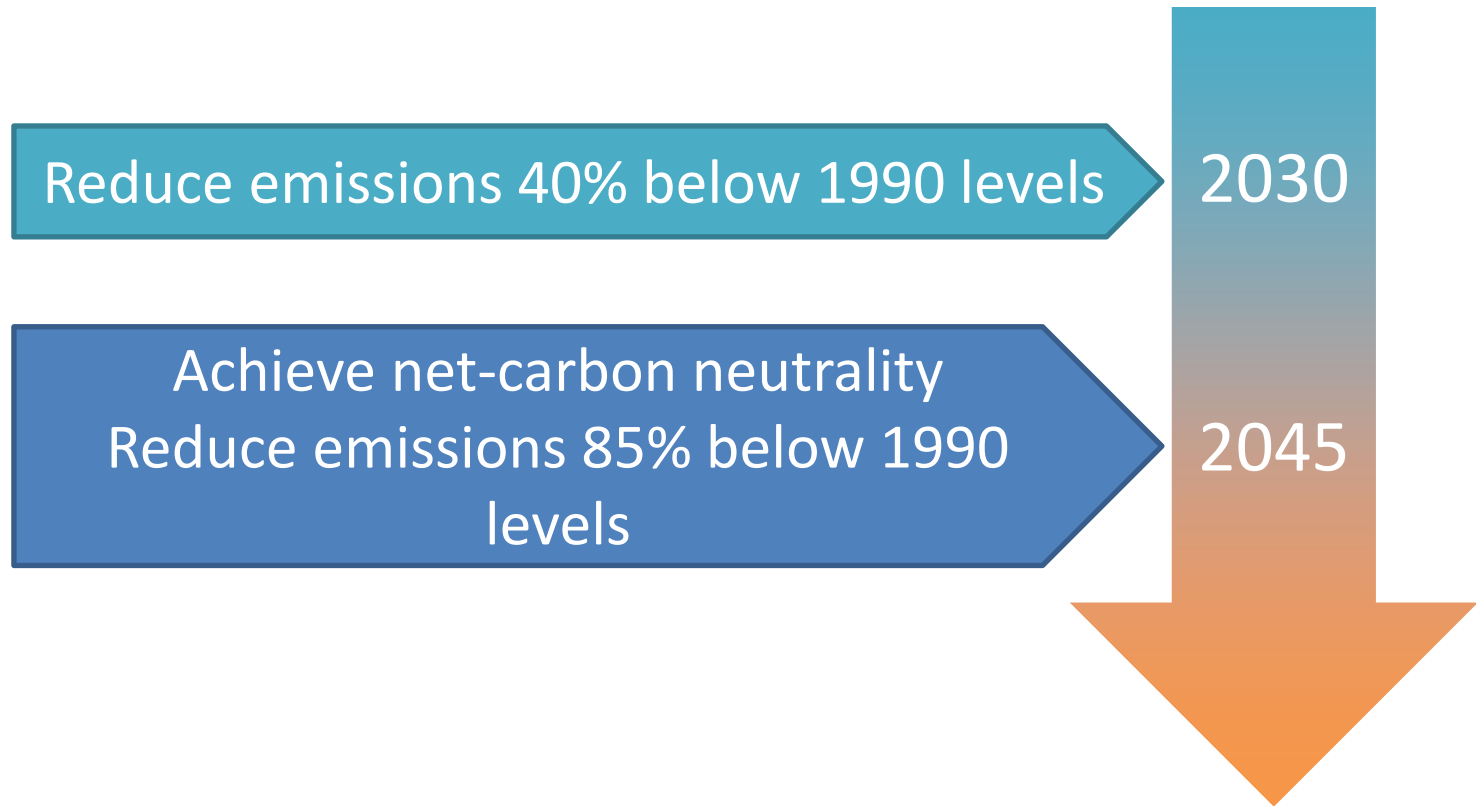 Reduce emissions 40% below 1990 levels
2030
Achieve net-carbon neutrality
Reduce emissions 85% below 1990
levels
2045